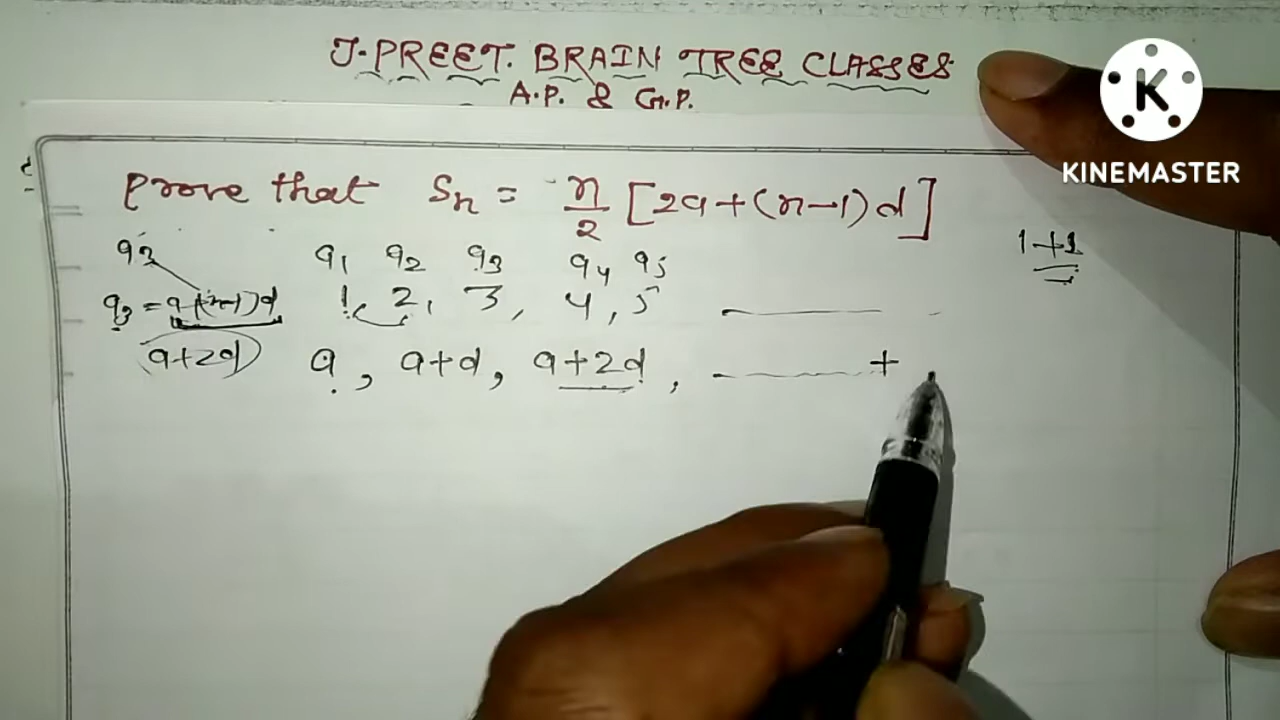 J-PREET. BRAIN TREE CLASSES
A.P. & G.P.
KINEMASTER
Prove that Sn = n/2 [2a+(n-1)d]
1+1
a3
a1 a2 a3 a4 a5
a3 = a+(n-1)d 1, 2, 3, 4, 5
a+2d a, a+d, a+2d, +